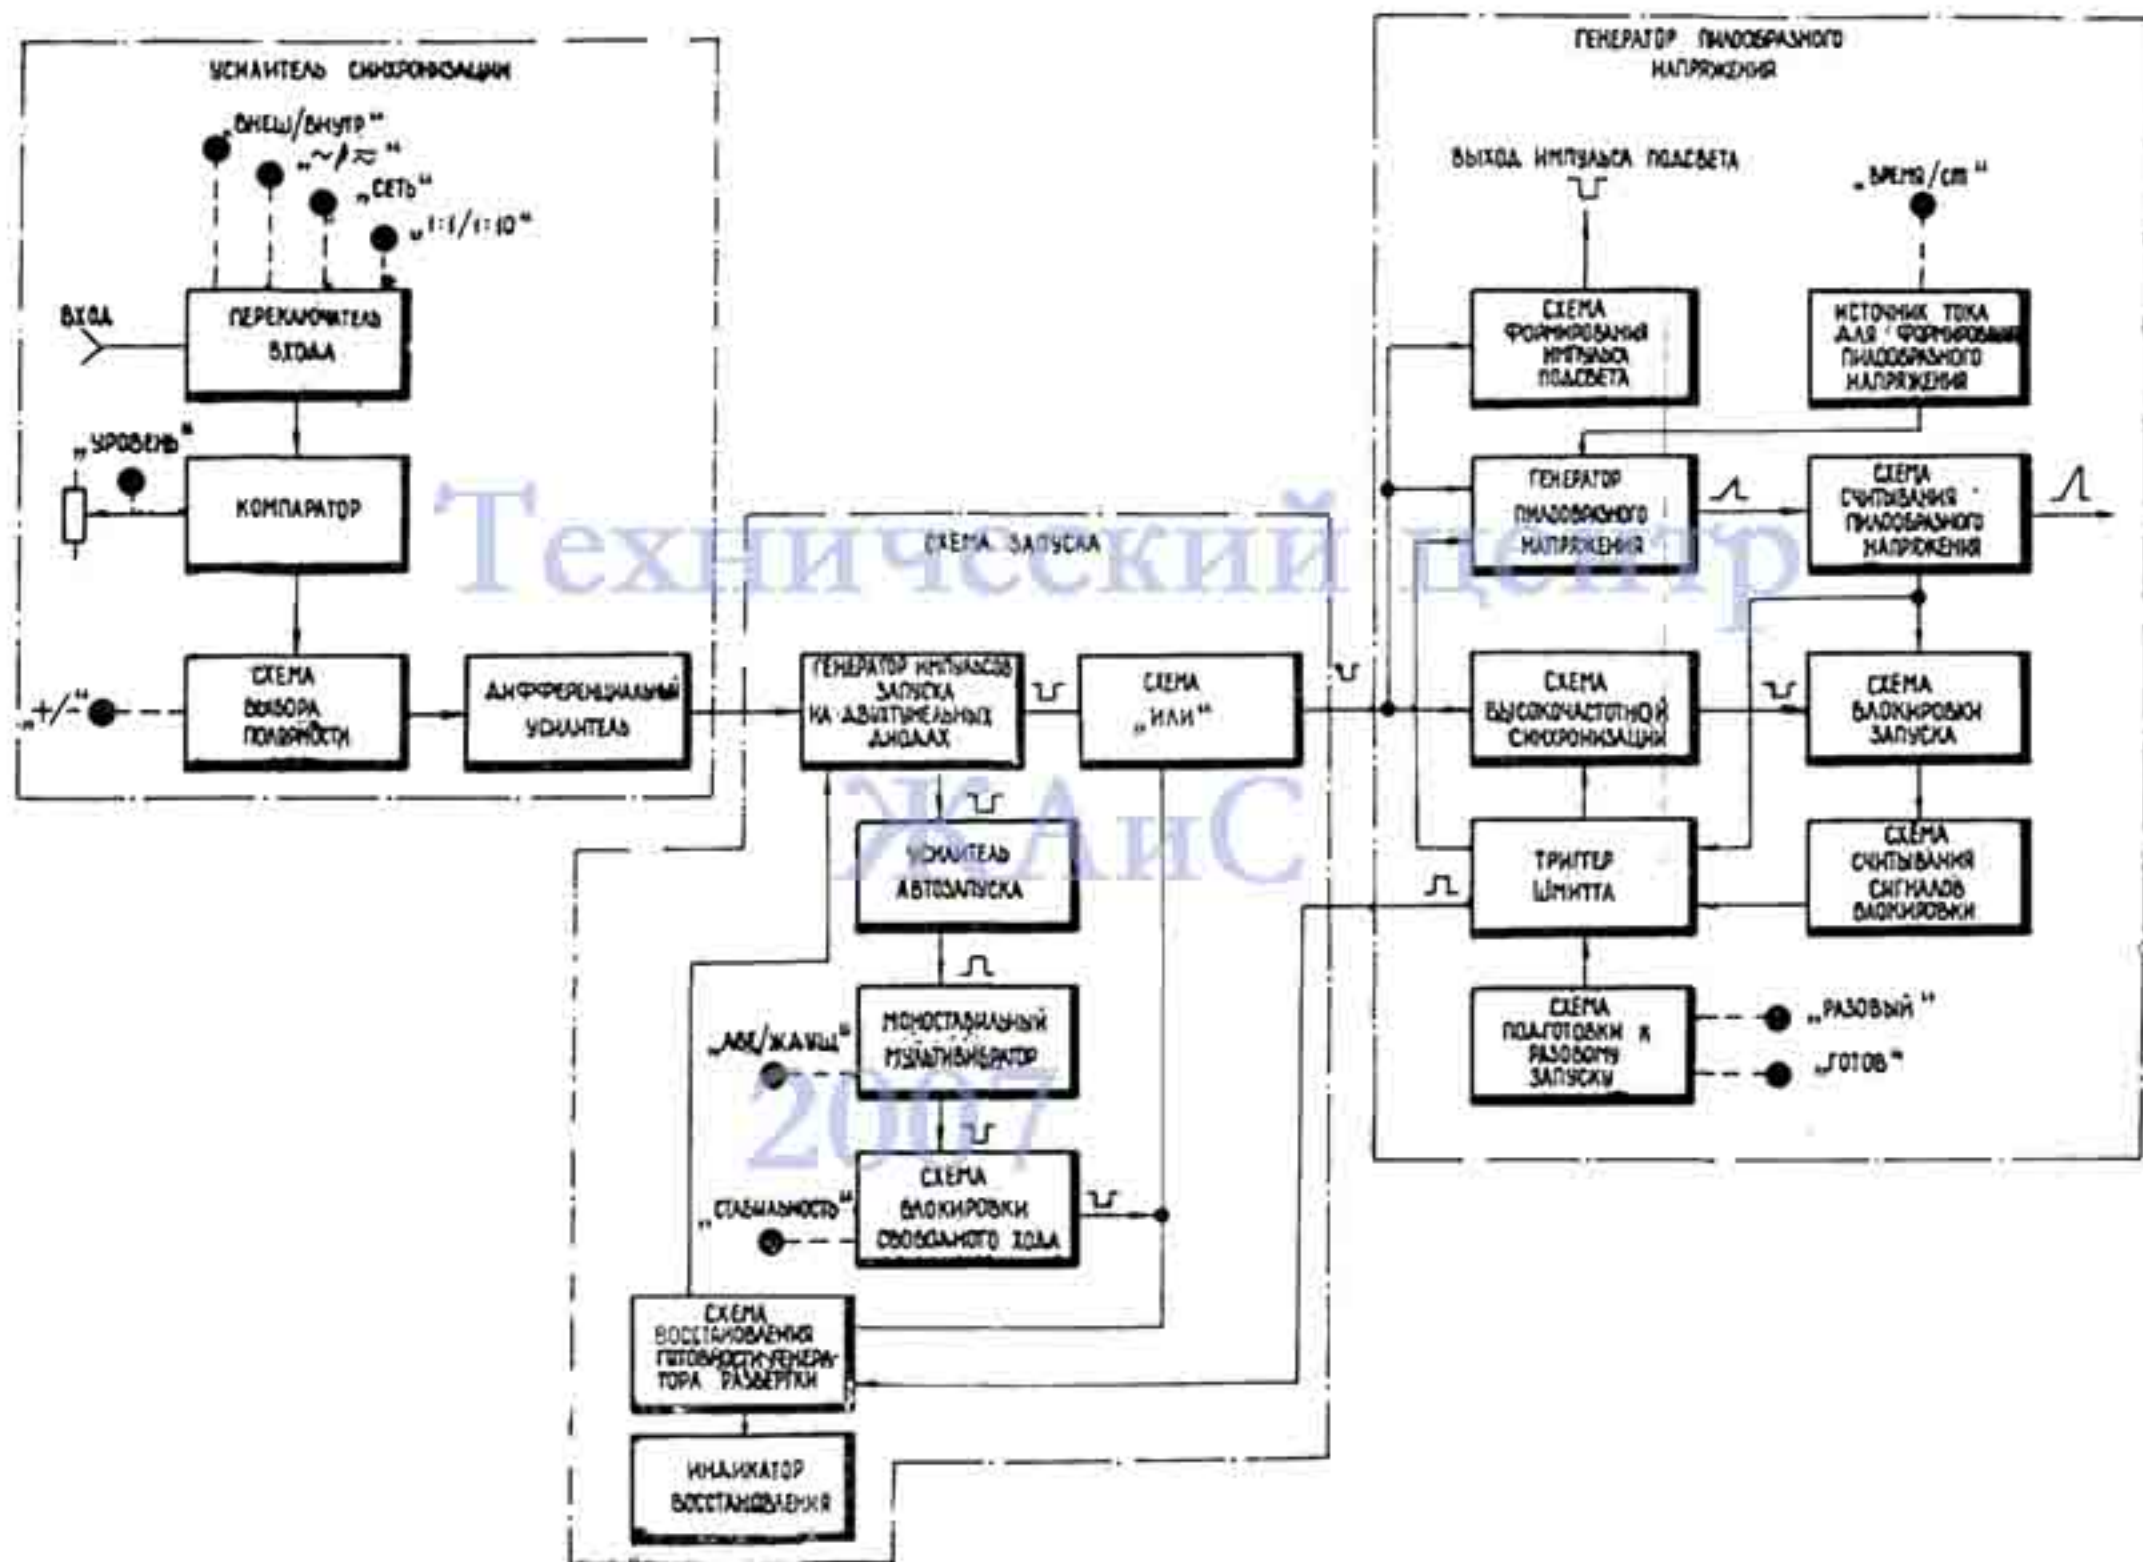 УСИЛИТЕЛЬ СИНХРОНИЗАЦИИ
„ВНЕШ/ВНУТР“
„~/≂“
„СЕТЬ“
„1:1/1:10“
ВХОД
ПЕРЕКЛЮЧАТЕЛЬ
ВХОДА
„УРОВЕНЬ“
КОМПАРАТОР
„+/-“
СХЕМА
ВЫБОРА
ПОЛЯРНОСТИ
ДИФФЕРЕНЦИАЛЬНЫЙ
УСИЛИТЕЛЬ
СХЕМА ЗАПУСКА
ГЕНЕРАТОР ИМПУЛЬСОВ
ЗАПУСКА
НА ДВУХТУНЕЛЬНЫХ
ДИОДАХ
СХЕМА
„ИЛИ“
УСИЛИТЕЛЬ
АВТОЗАПУСКА
„АВТ/ЖДУЩ“
МОНОСТАБИЛЬНЫЙ
МУЛЬТИВИБРАТОР
„СТАБИЛЬНОСТЬ“
СХЕМА
БЛОКИРОВКИ
СВОБОДНОГО ХОДА
СХЕМА
ВОССТАНОВЛЕНИЯ
ГОТОВНОСТИ ГЕНЕРА-
ТОРА РАЗВЕРТКИ
ИНДИКАТОР
ВОССТАНОВЛЕНИЯ
ГЕНЕРАТОР ПИЛООБРАЗНОГО
НАПРЯЖЕНИЯ
ВЫХОД ИМПУЛЬСА ПОДСВЕТА
„ВРЕМЯ/cm“
СХЕМА
ФОРМИРОВАНИЯ
ИМПУЛЬСА
ПОДСВЕТА
ИСТОЧНИК ТОКА
ДЛЯ ФОРМИРОВАНИЯ
ПИЛООБРАЗНОГО
НАПРЯЖЕНИЯ
ГЕНЕРАТОР
ПИЛООБРАЗНОГО
НАПРЯЖЕНИЯ
СХЕМА
СЧИТЫВАНИЯ
ПИЛООБРАЗНОГО
НАПРЯЖЕНИЯ
СХЕМА
ВЫСОКОЧАСТОТНОЙ
СИНХРОНИЗАЦИИ
СХЕМА
БЛОКИРОВКИ
ЗАПУСКА
ТРИГГЕР
ШМИТТА
СХЕМА
СЧИТЫВАНИЯ
СИГНАЛОВ
БЛОКИРОВКИ
СХЕМА
ПОДГОТОВКИ К
РАЗОВОМУ
ЗАПУСКУ
„РАЗОВЫЙ“
„ГОТОВ“
Технический центр
ЖАиС
2007